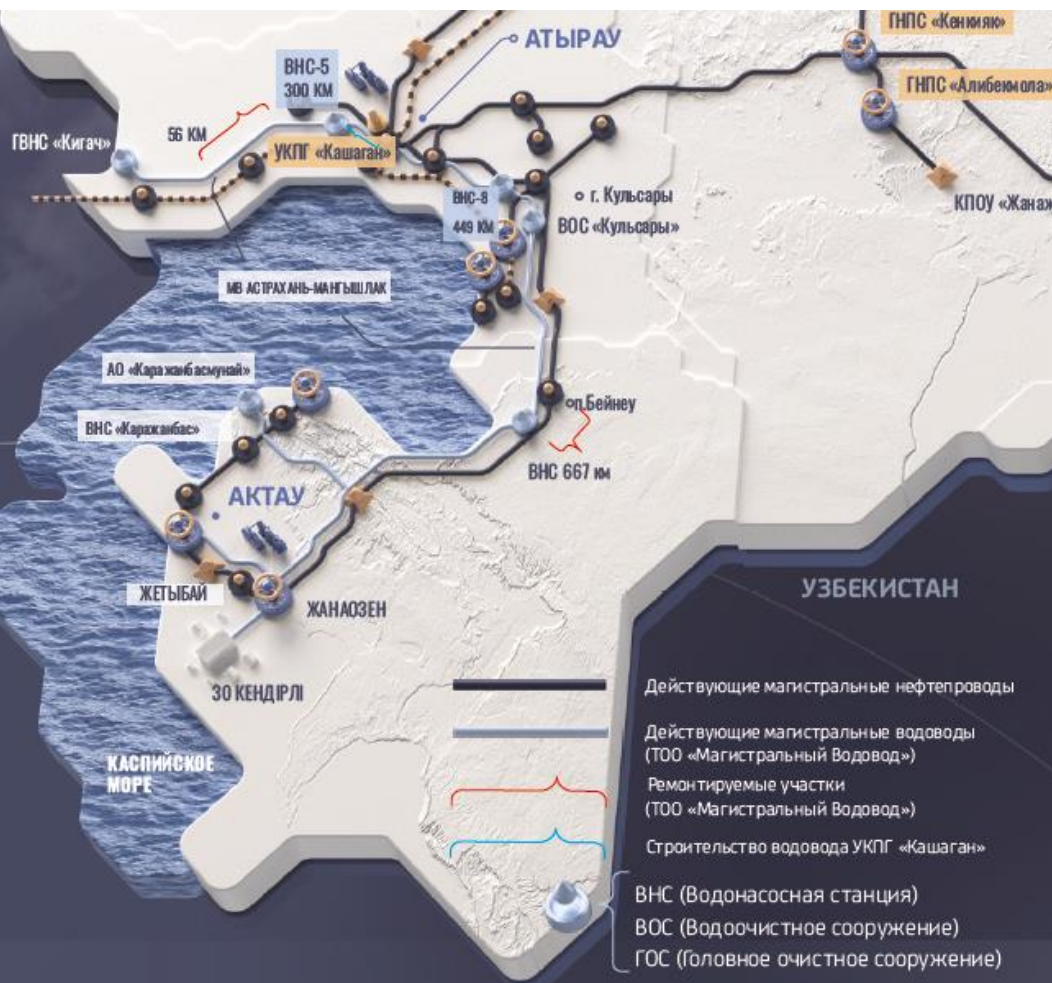 ГНПС «Кенкияк»
АТЫРАУ
ВНС-5
300 КМ
ГНПС «Алибекмола»
56 КМ
ГВНС «Кигач»
УКПГ «Кашаган»
ВНС-8
449 КМ
г. Кульсары
ВОС «Кульсары»
КПОУ «Жанаж
МВ АСТРАХАНЬ-МАНГЫШЛАК
АО «Каражанбасмунай»
п.Бейнеу
ВНС «Каражанбас»
ВНС 667 км
АКТАУ
ЖЕТЫБАЙ
ЖАНАОЗЕН
УЗБЕКИСТАН
ЗО КЕНДІРЛІ
Действующие магистральные нефтепроводы
Действующие магистральные водоводы
(ТОО «Магистральный Водовод»)
КАСПИЙСКОЕ
МОРЕ
Ремонтируемые участки
(ТОО «Магистральный Водовод»)
Строительство водовода УКПГ «Кашаган»
ВНС (Водонасосная станция)
ВОС (Водоочистное сооружение)
ГОС (Головное очистное сооружение)